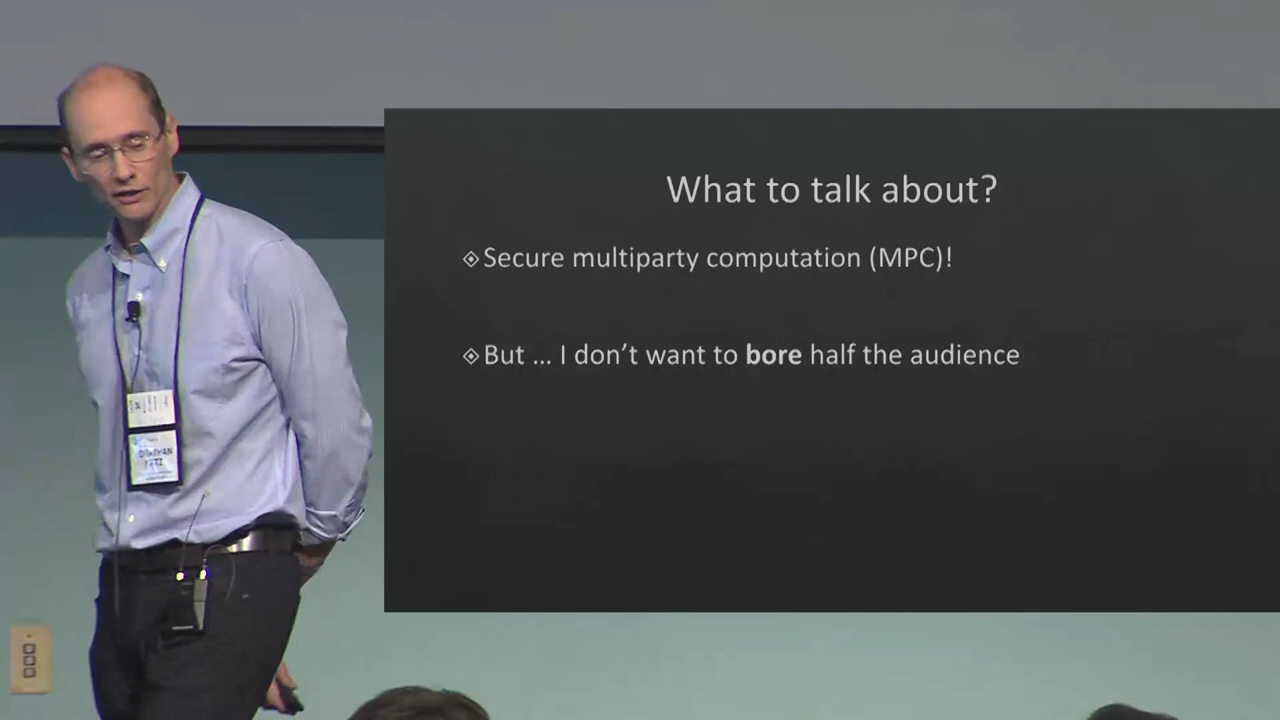 What to talk about?
Secure multiparty computation (MPC)!
But ... I don't want to bore half the audience